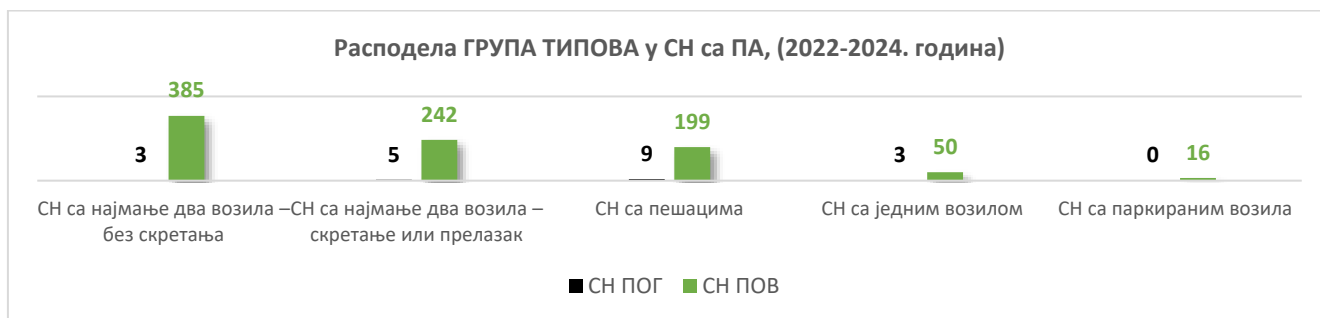 Расподела ГРУПА ТИПОВА у СН са ПА, (2022-2024. година)
385
242
199
3
5
9
3
50
0
16
СН са најмање два возила –
без скретања
СН са најмање два возила –
скретање или прелазак
СН са пешацима
СН са једним возилом
СН са паркираним возила
СН ПОГ
СН ПОВ